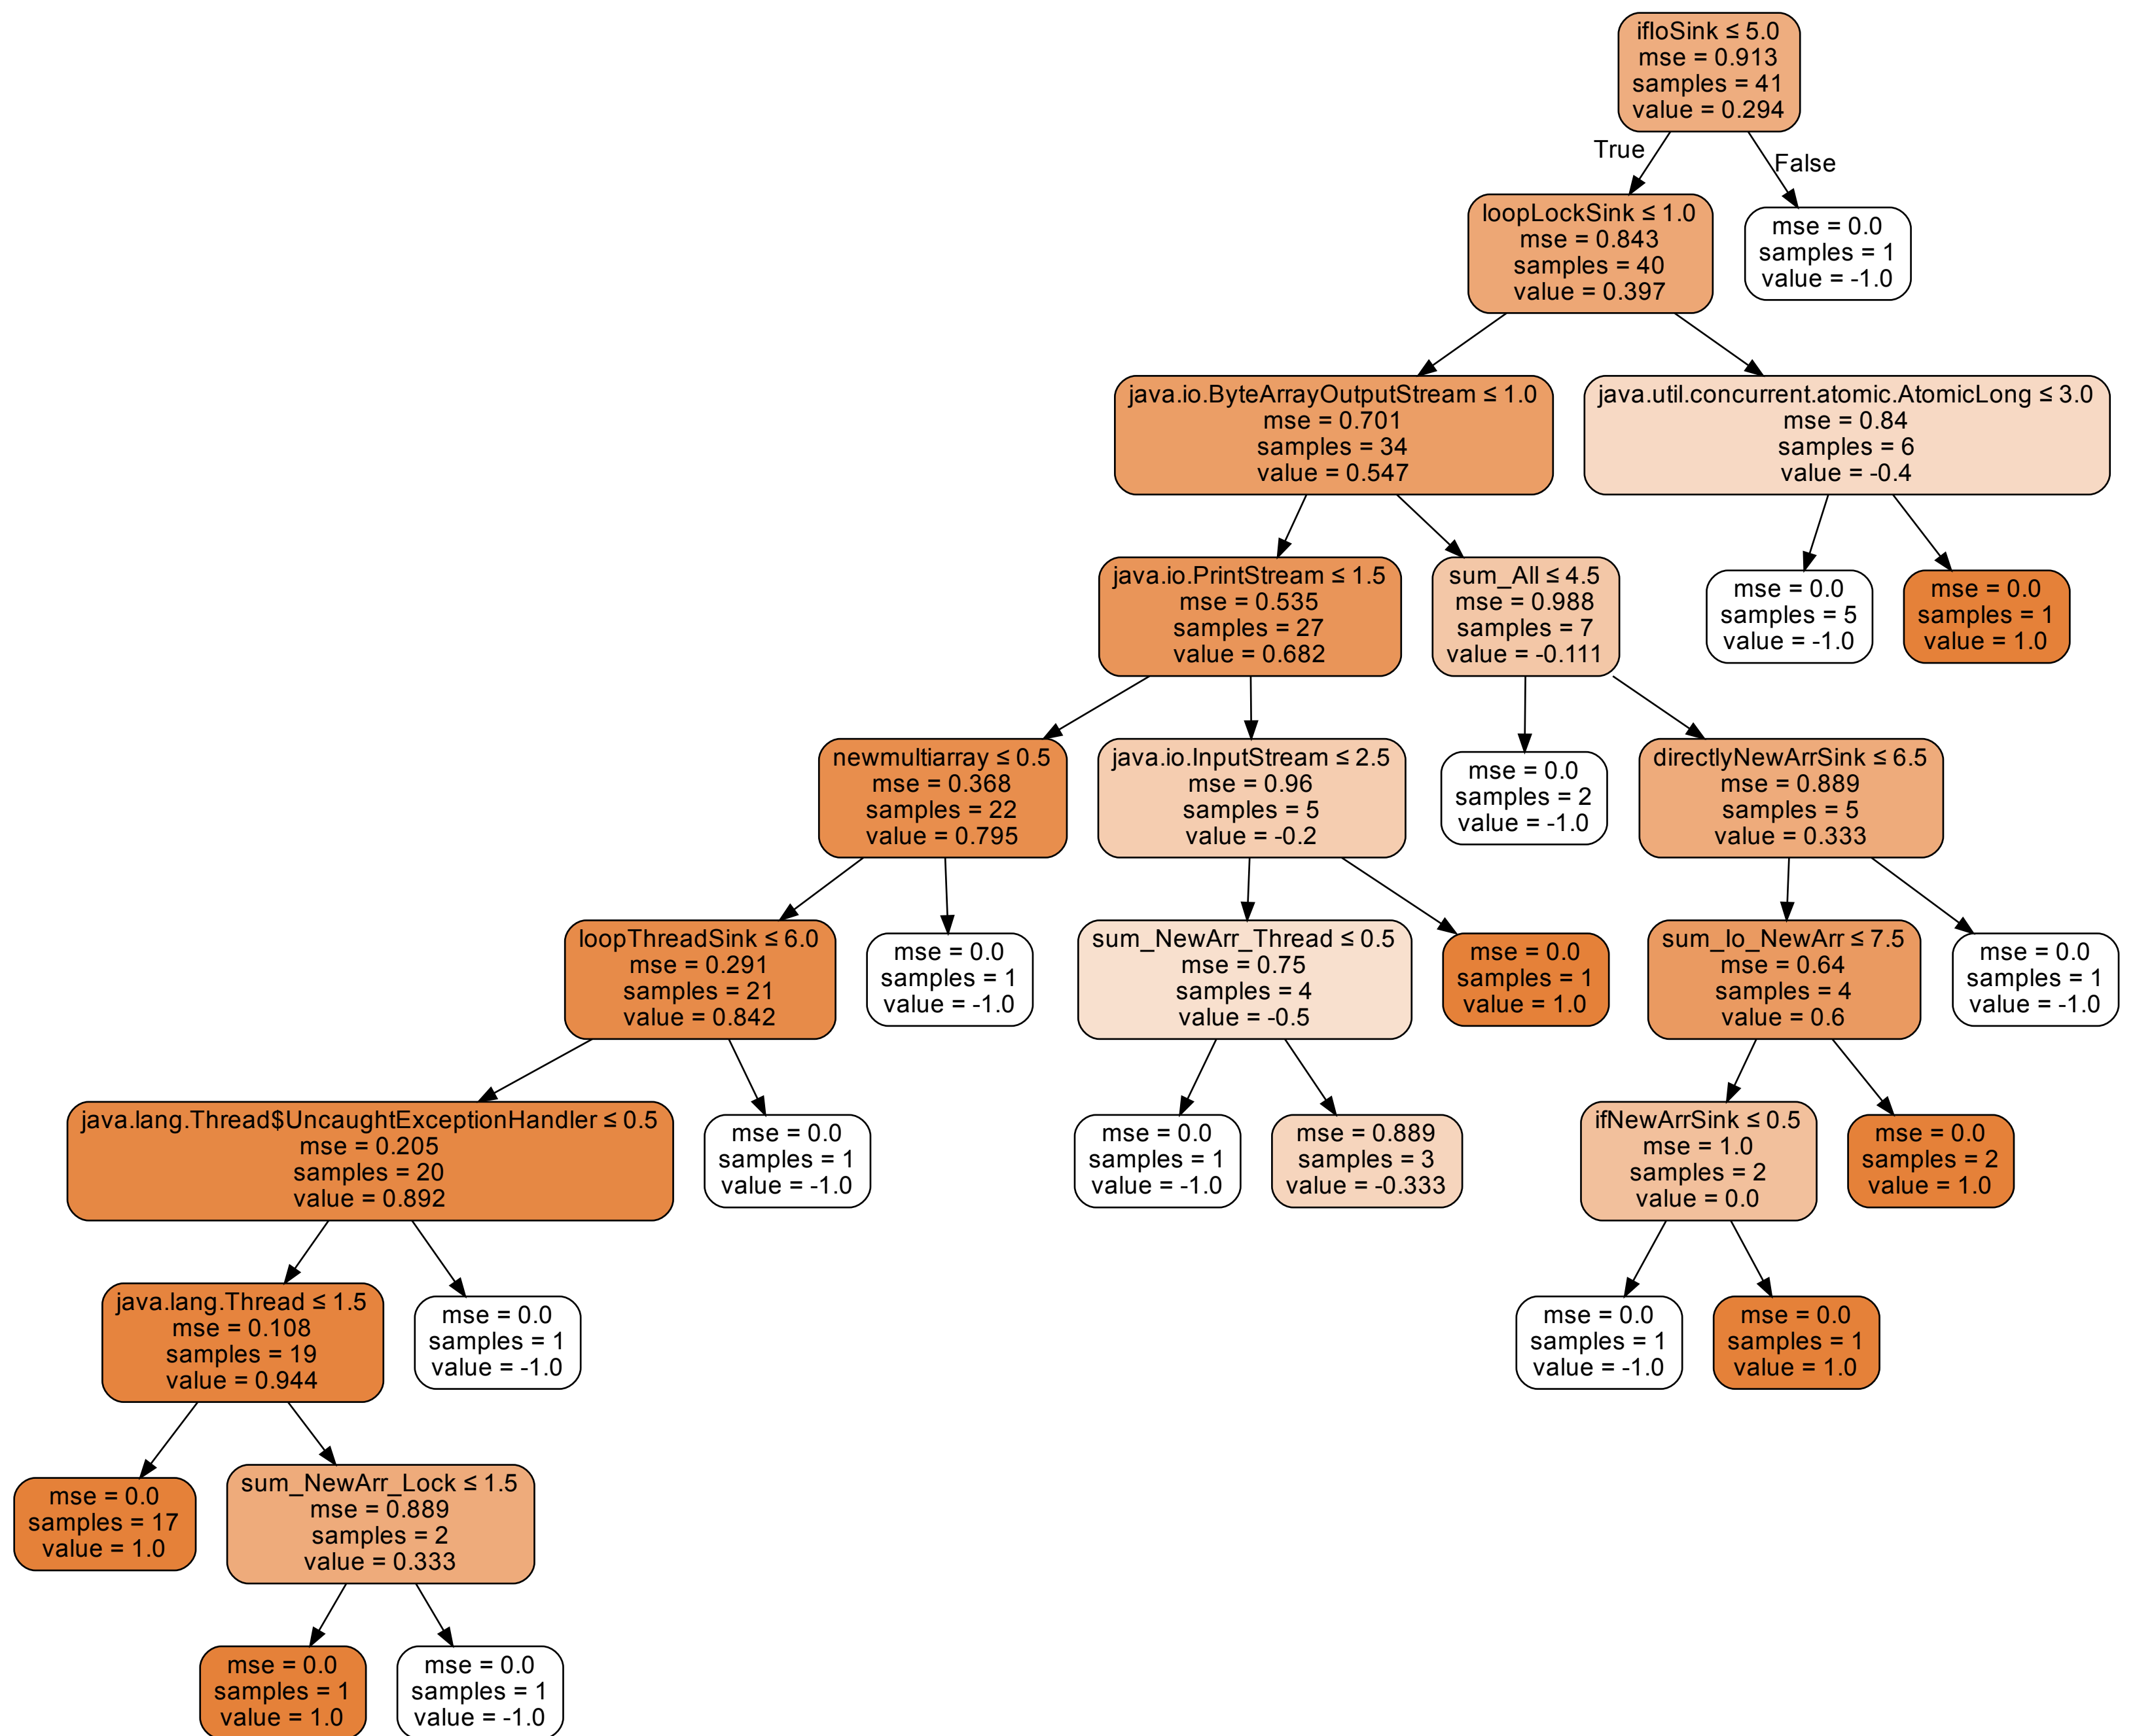 ifIoSink ≤ 5.0
mse = 0.913
samples = 41
value = 0.294
True
False
loopLockSink ≤ 1.0
mse = 0.843
samples = 40
value = 0.397
mse = 0.0
samples = 1
value = -1.0
java.io.ByteArrayOutputStream ≤ 1.0
mse = 0.701
samples = 34
value = 0.547
java.util.concurrent.atomic.AtomicLong ≤ 3.0
mse = 0.84
samples = 6
value = -0.4
java.io.PrintStream ≤ 1.5
mse = 0.535
samples = 27
value = 0.682
sum_All ≤ 4.5
mse = 0.988
samples = 7
value = -0.111
mse = 0.0
samples = 5
value = -1.0
mse = 0.0
samples = 1
value = 1.0
newmultiarray ≤ 0.5
mse = 0.368
samples = 22
value = 0.795
java.io.InputStream ≤ 2.5
mse = 0.96
samples = 5
value = -0.2
mse = 0.0
samples = 2
value = -1.0
directlyNewArrSink ≤ 6.5
mse = 0.889
samples = 5
value = 0.333
loopThreadSink ≤ 6.0
mse = 0.291
samples = 21
value = 0.842
mse = 0.0
samples = 1
value = -1.0
sum_NewArr_Thread ≤ 0.5
mse = 0.75
samples = 4
value = -0.5
mse = 0.0
samples = 1
value = 1.0
sum_Io_NewArr ≤ 7.5
mse = 0.64
samples = 4
value = 0.6
mse = 0.0
samples = 1
value = -1.0
java.lang.Thread$UncaughtExceptionHandler ≤ 0.5
mse = 0.205
samples = 20
value = 0.892
mse = 0.0
samples = 1
value = -1.0
mse = 0.0
samples = 1
value = -1.0
mse = 0.889
samples = 3
value = -0.333
ifNewArrSink ≤ 0.5
mse = 1.0
samples = 2
value = 0.0
mse = 0.0
samples = 2
value = 1.0
java.lang.Thread ≤ 1.5
mse = 0.108
samples = 19
value = 0.944
mse = 0.0
samples = 1
value = -1.0
mse = 0.0
samples = 1
value = -1.0
mse = 0.0
samples = 1
value = 1.0
mse = 0.0
samples = 17
value = 1.0
sum_NewArr_Lock ≤ 1.5
mse = 0.889
samples = 2
value = 0.333
mse = 0.0
samples = 1
value = 1.0
mse = 0.0
samples = 1
value = -1.0